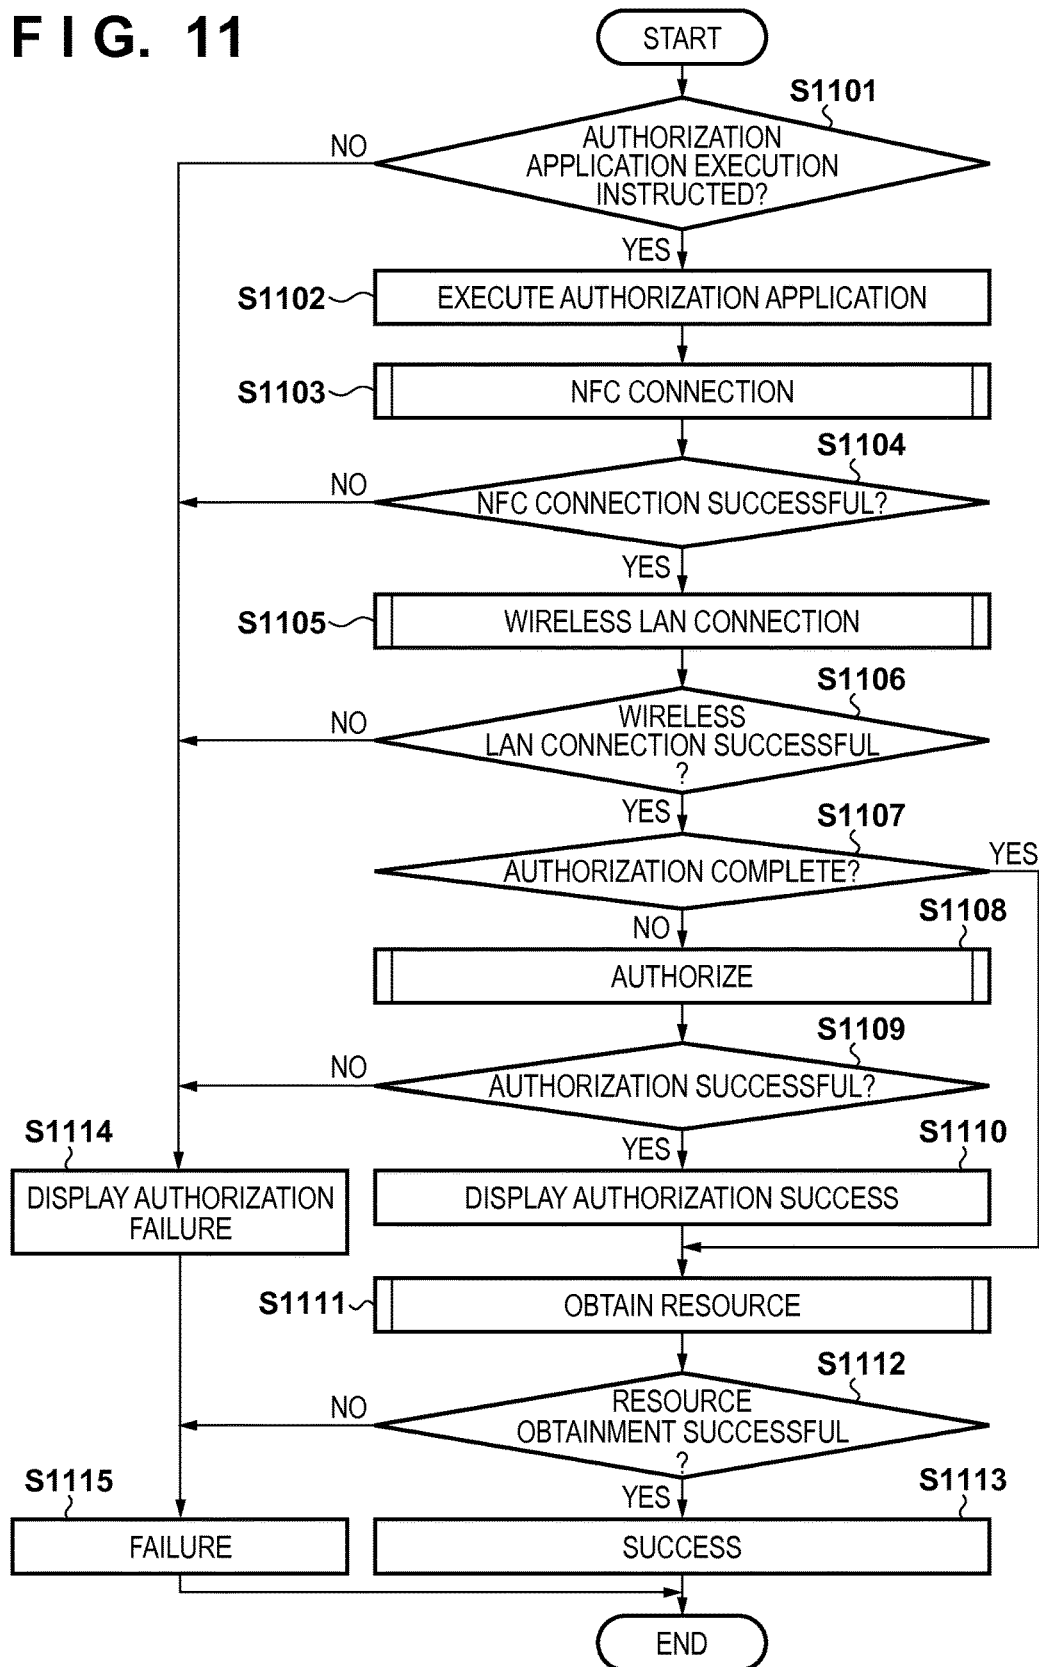 FIG. 11
START
S1101
AUTHORIZATION
APPLICATION EXECUTION
INSTRUCTED?
NO
YES
S1102
EXECUTE AUTHORIZATION APPLICATION
S1103
NFC CONNECTION
S1104
NFC CONNECTION SUCCESSFUL?
NO
YES
S1105
WIRELESS LAN CONNECTION
S1106
WIRELESS
LAN CONNECTION SUCCESSFUL
?
NO
YES
S1107
AUTHORIZATION COMPLETE?
YES
NO
S1108
AUTHORIZE
S1109
AUTHORIZATION SUCCESSFUL?
NO
YES
S1114
DISPLAY AUTHORIZATION
FAILURE
S1110
DISPLAY AUTHORIZATION SUCCESS
S1111
OBTAIN RESOURCE
S1112
RESOURCE
OBTAINMENT SUCCESSFUL
?
NO
YES
S1115
FAILURE
S1113
SUCCESS
END